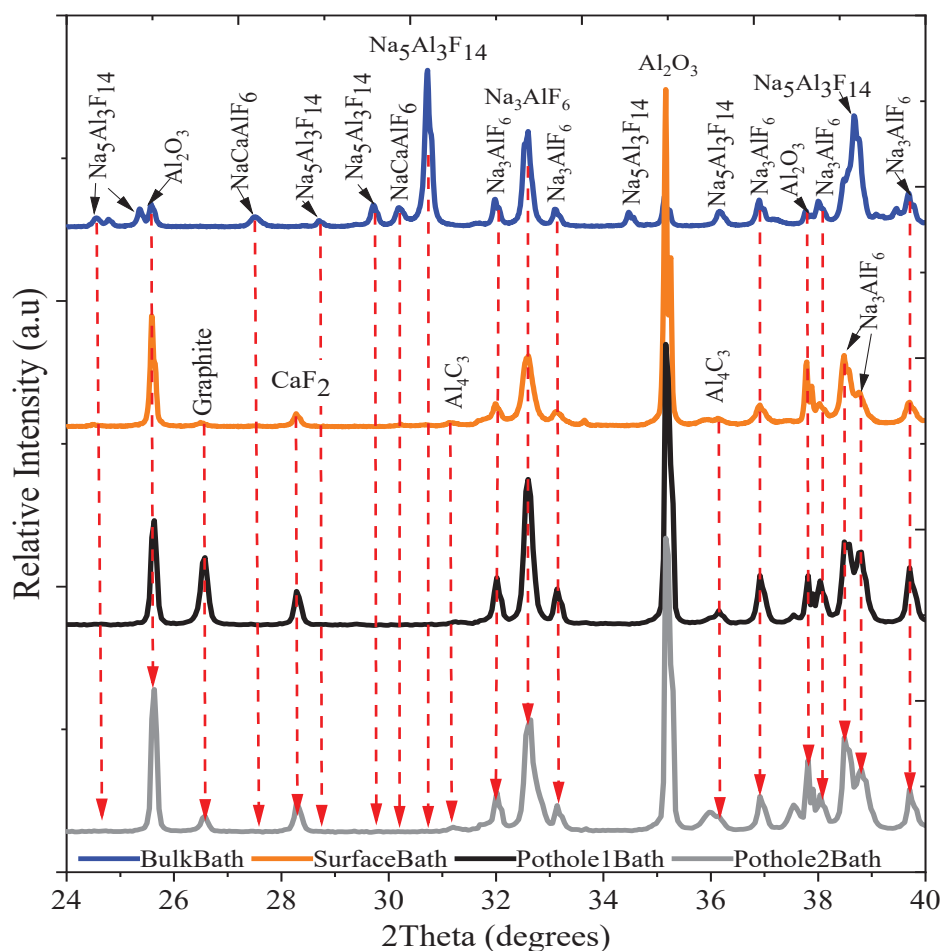 Na5Al3F14
Al2O3
NaCaAlF6
Na5Al3F14
Na5Al3F14
NaCaAlF6
Na5Al3F14
Na3AlF6
Na3AlF6
Na3AlF6
Na5Al3F14
Al2O3
Na5Al3F14
Na3AlF6
Al2O3
Na3AlF6
Na5Al3F14
Na3AlF6
Graphite
CaF2
Al4C3
Al4C3
Na3AlF6
Relative Intensity (a.u)
BulkBath SurfaceBath Pothole1Bath Pothole2Bath
24 26 28 30 32 34 36 38 40
2Theta (degrees)